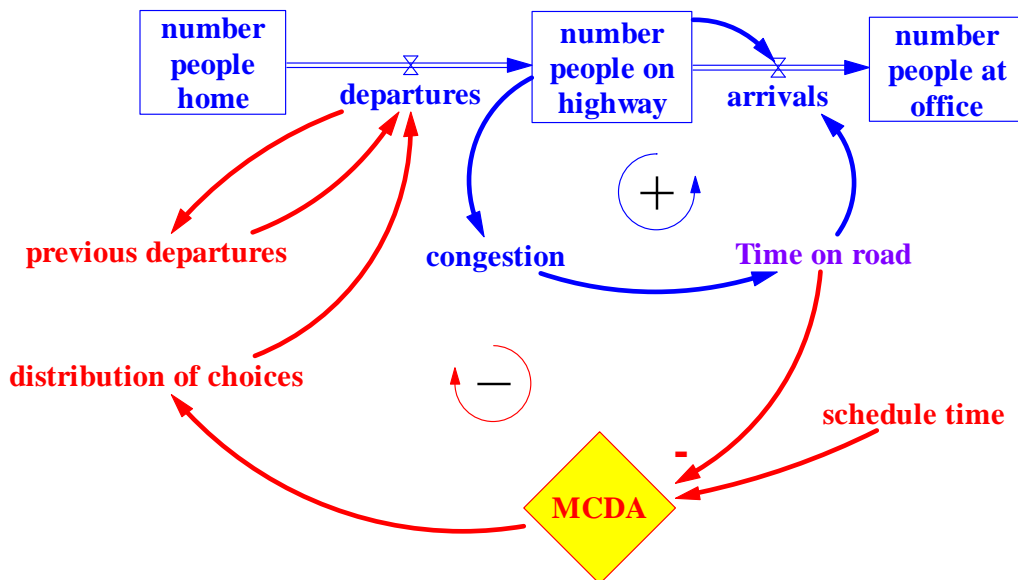 number
people
home
number
people on
highway
number
people at
office
departures
arrivals
+
previous departures
congestion
Time on road
distribution of choices
—
schedule time
-
MCDA